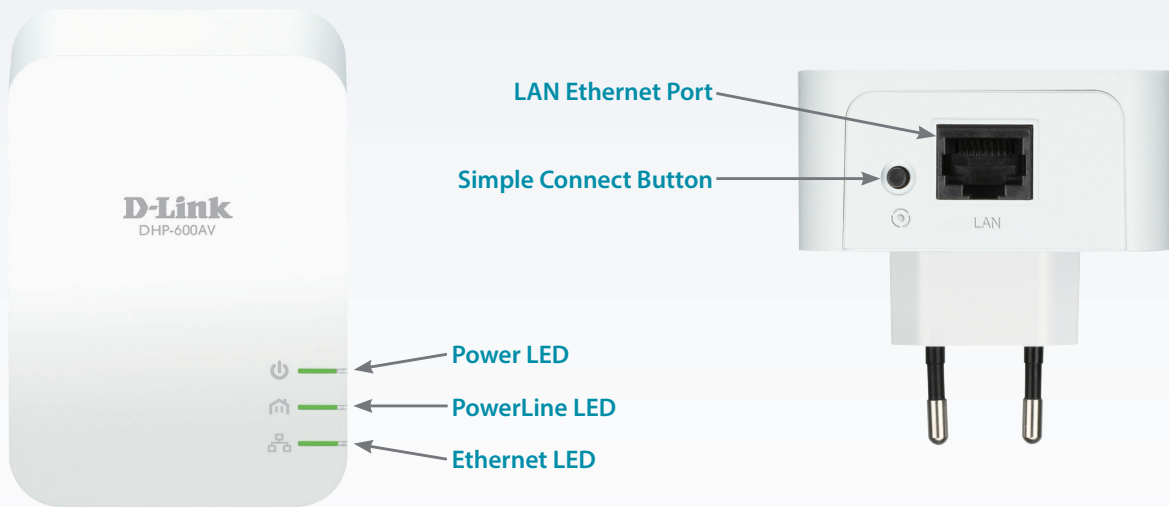 D-Link
DHP-600AV
Power LED
PowerLine LED
Ethernet LED
LAN Ethernet Port
Simple Connect Button
LAN